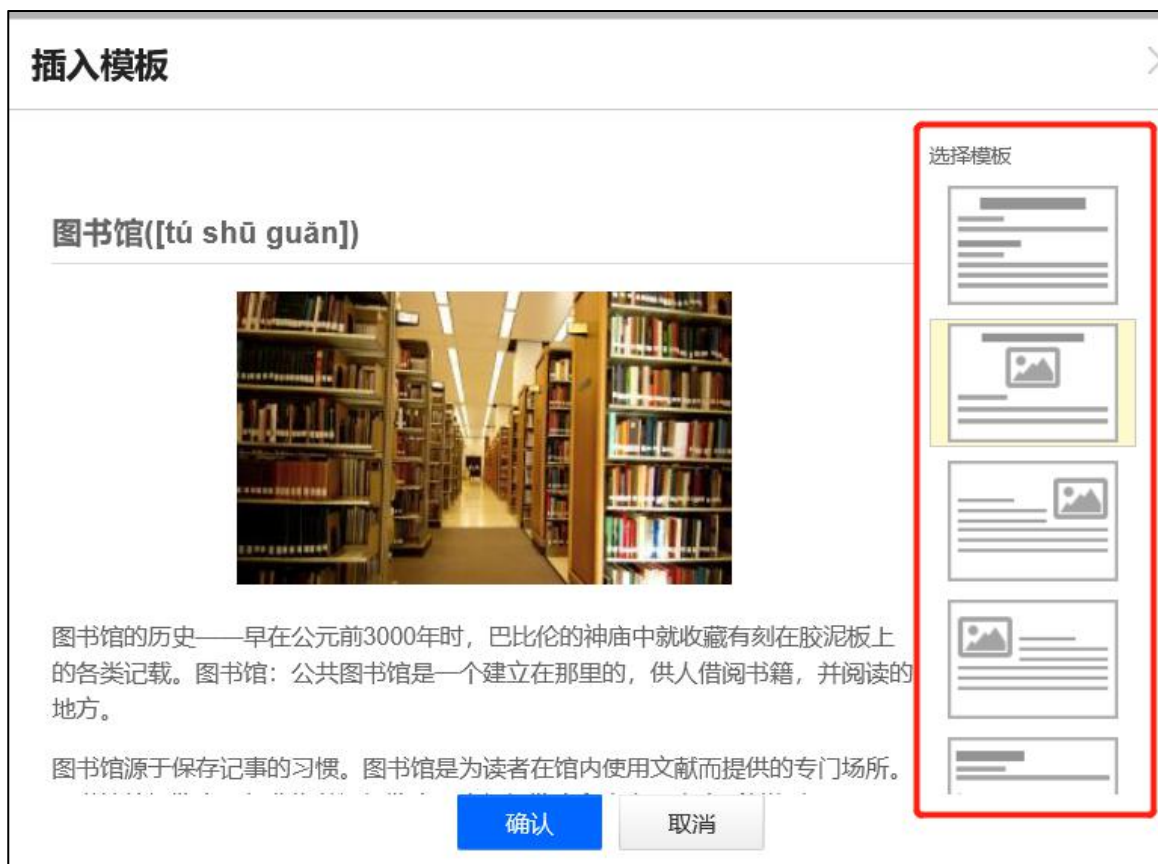 插入模板
选择模板
图书馆([tú shū guǎn])
图书馆的历史——早在公元前3000年时，巴比伦的神庙中就收藏有刻在胶泥板上
的各类记载。图书馆：公共图书馆是一个建立在那里的，供人借阅书籍，并阅读的
地方。
图书馆源于保存记事的习惯。图书馆是为读者在馆内使用文献而提供的专门场所。
确认
取消